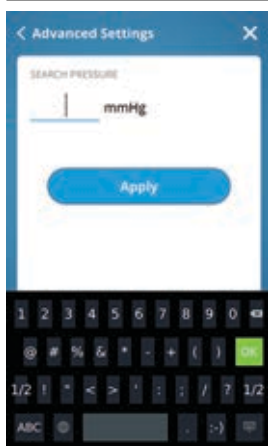 < Advanced Settings ×
SEARCH PRESSURE
mmHg
Apply
1 2 3 4 5 6 7 8 9 0
@ # % & * - + ( ) OK
1/2 ! " < > ' : ; / ? 1/2
ABC . :-)